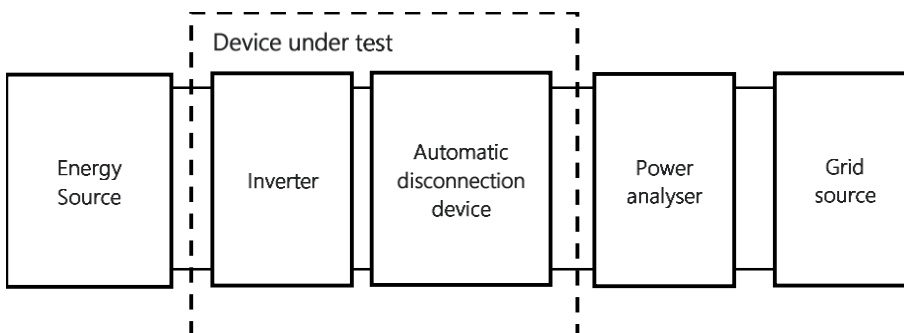 Device under test
Energy
Source
Inverter
Automatic
disconnection
device
Power
analyser
Grid
source